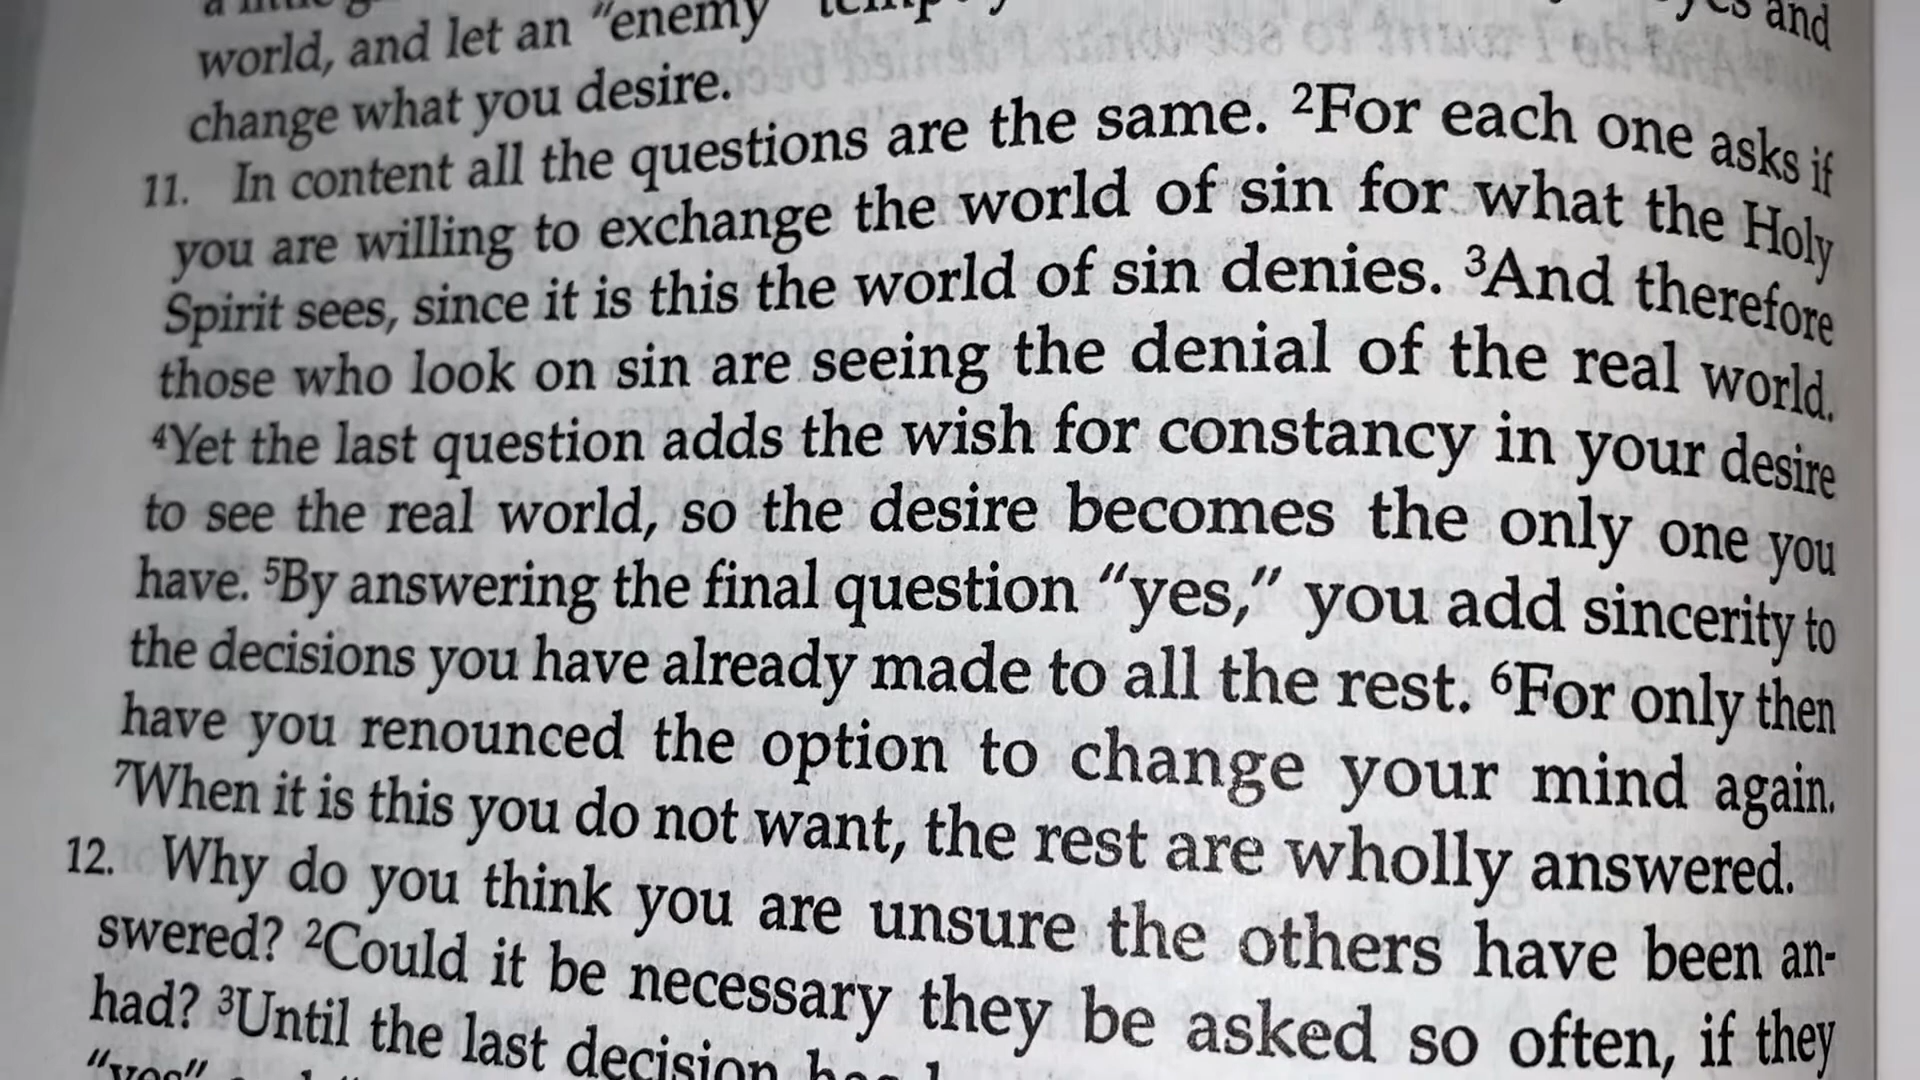 world, and let an "enemy
change what you desire.
11. In content all the questions are the same. ²For each one asks if
you are willing to exchange the world of sin for what the Holy
Spirit sees, since it is this the world of sin denies. ³And therefore
those who look on sin are seeing the denial of the real world.
⁴Yet the last question adds the wish for constancy in your desire
to see the real world, so the desire becomes the only one you
have. ⁵By answering the final question "yes," you add sincerity to
the decisions you have already made to all the rest. ⁶For only then
have you renounced the option to change your mind again.
⁷When it is this you do not want, the rest are wholly answered.
12. Why do you think you are unsure the others have been an-
swered? ²Could it be necessary they be asked so often, if they
had? ³Until the last decision
"yes"